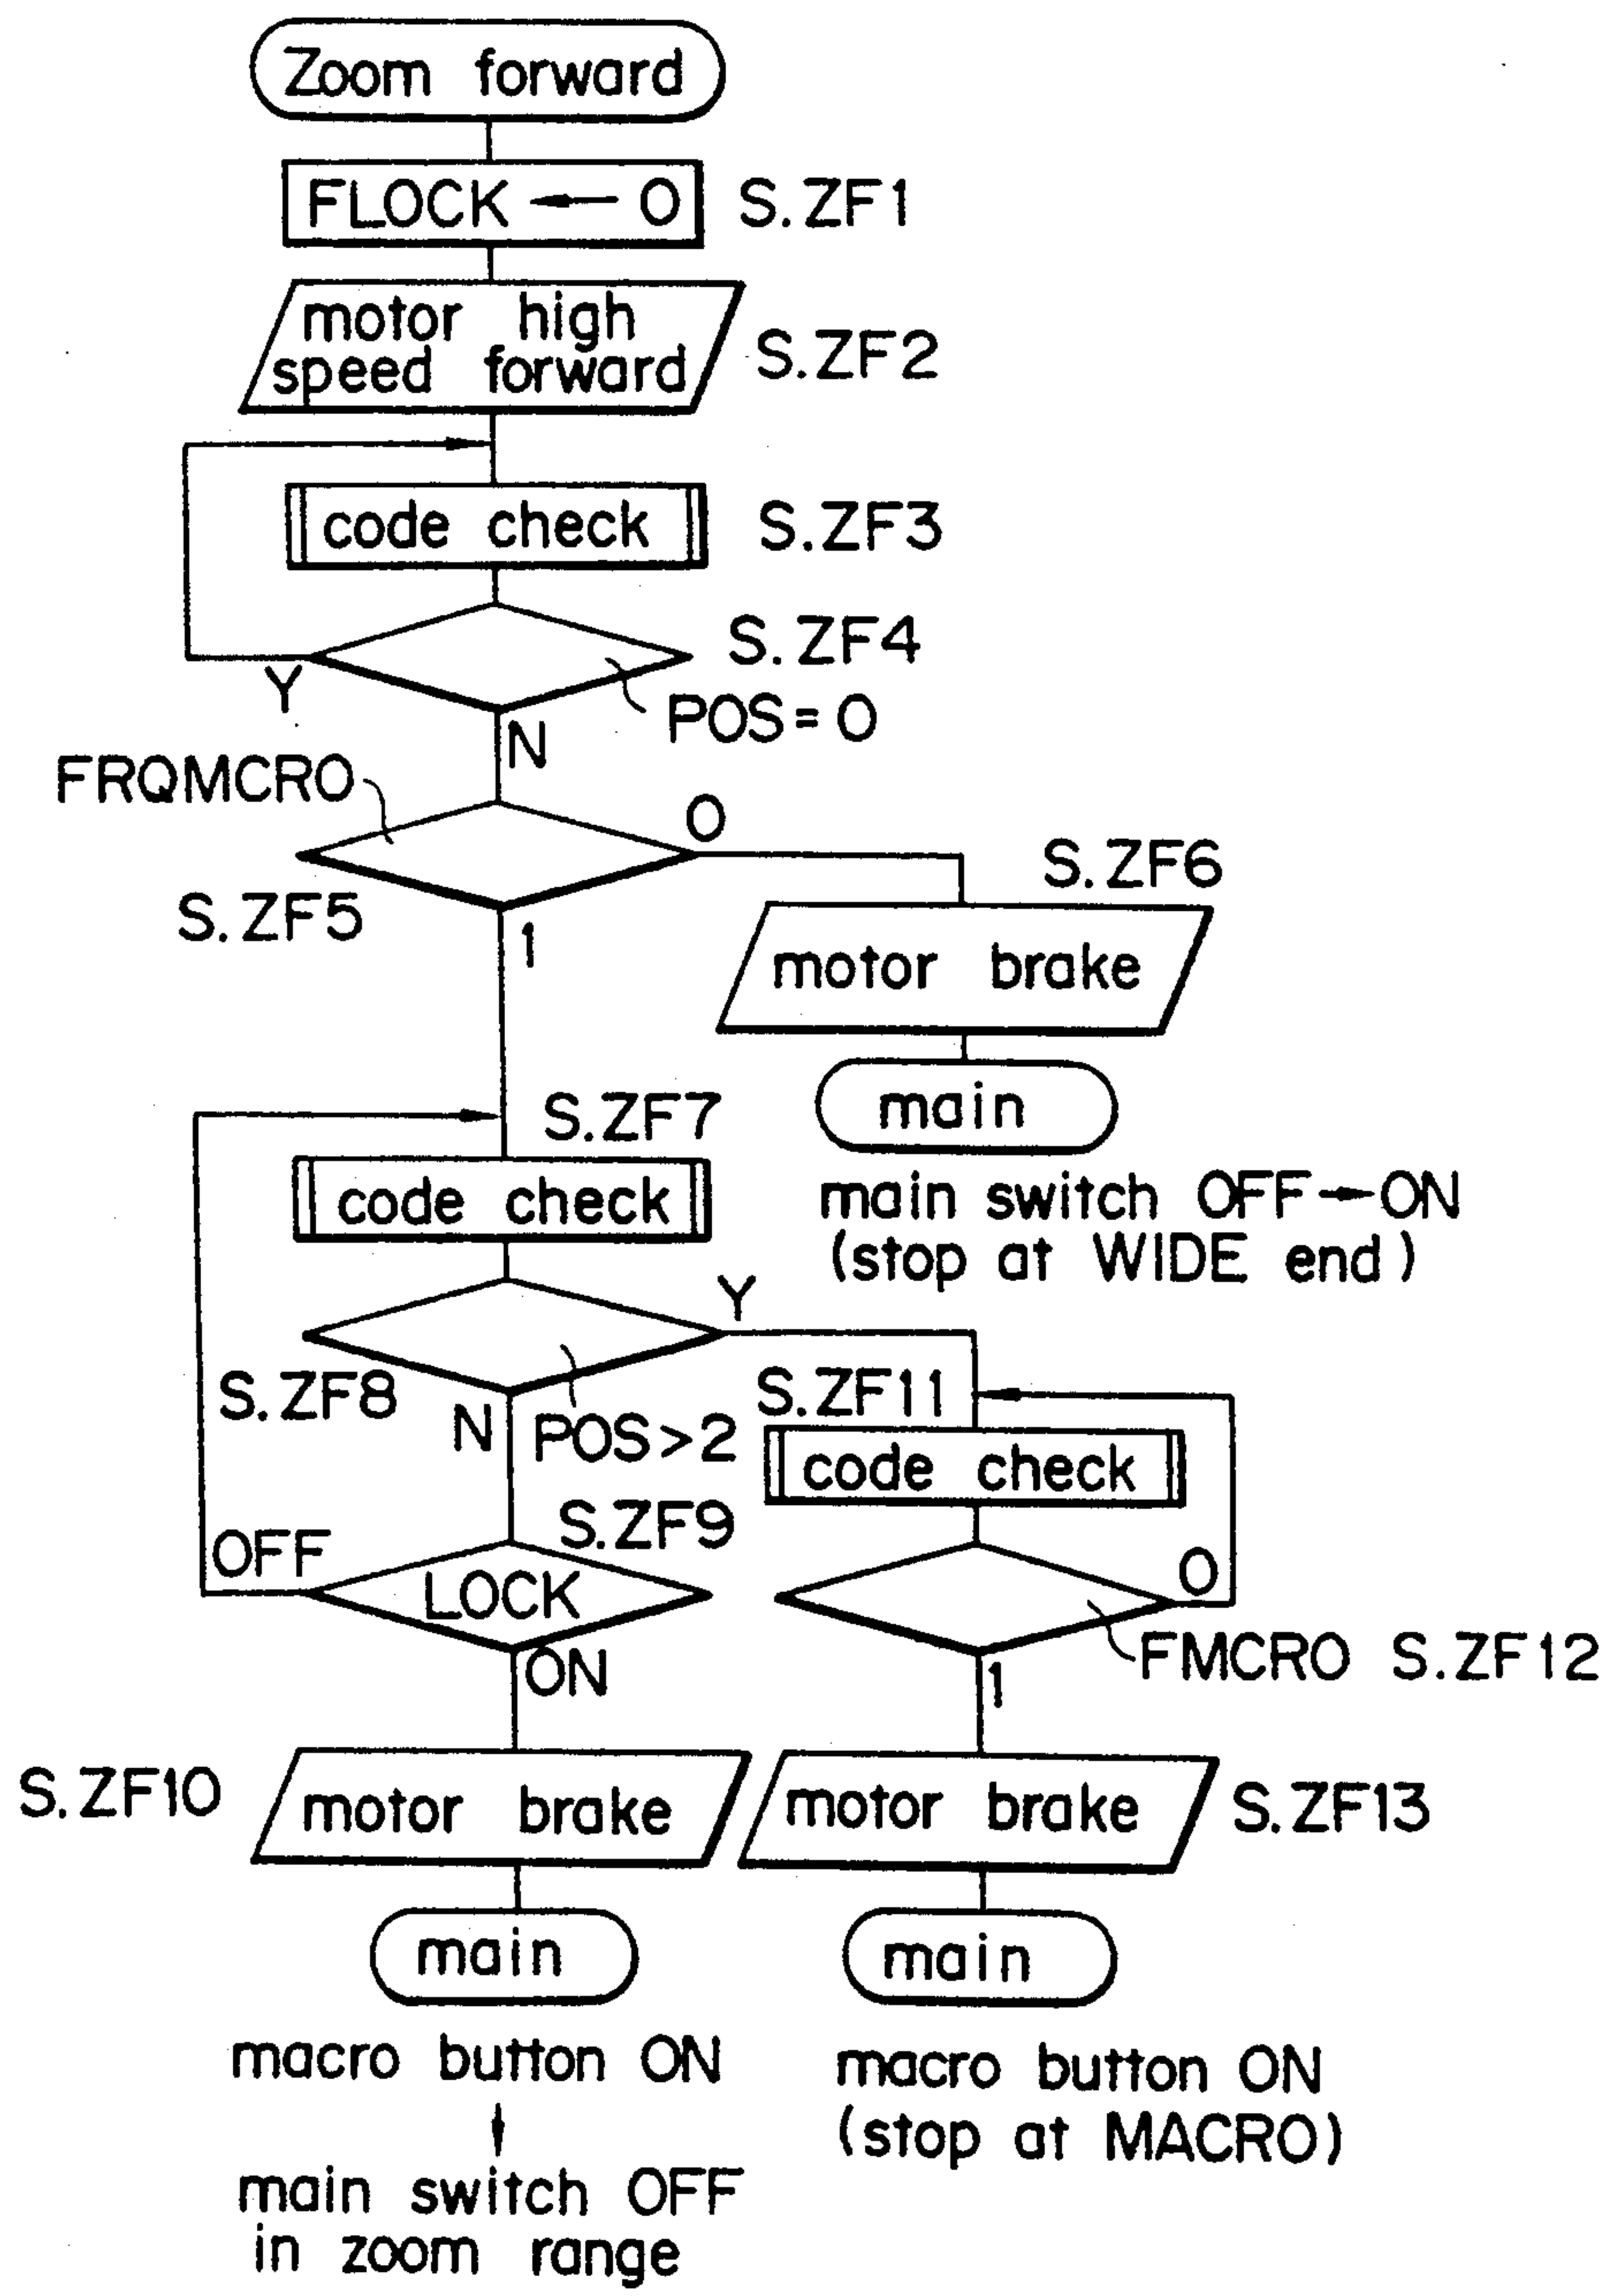 Zoom forward
FLOCK ← 0 S.ZF1
motor high
speed forward S.ZF2
code check S.ZF3
S.ZF4
Y
POS=0
N
FRQMCRO
0
S.ZF5
1
S.ZF6
motor brake
main
main switch OFF→ON
(stop at WIDE end)
S.ZF7
code check
Y
S.ZF8
N
POS>2
S.ZF9
OFF
LOCK
ON
S.ZF11
code check
0
FMCRO S.ZF12
1
S.ZF10
motor brake
main
macro button ON
↓
main switch OFF
in zoom range
motor brake S.ZF13
main
macro button ON
(stop at MACRO)